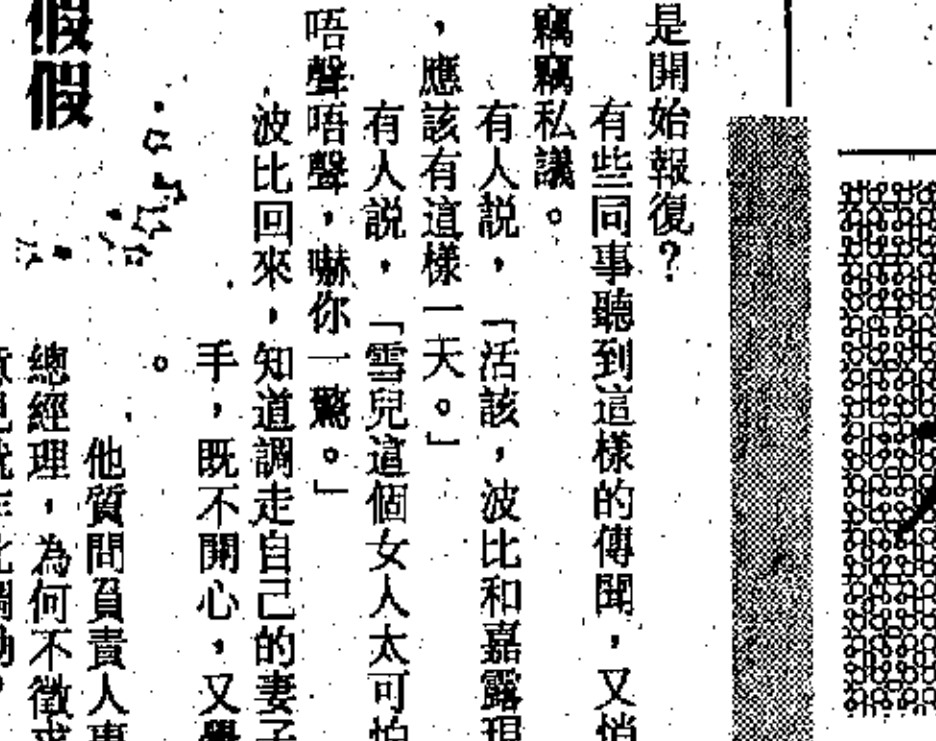 是開始報復？
有些同事聽到這樣的傳聞，又悄
竊竊私議。
有人説，「活該，波比和嘉露現
，應該有這樣一天。」
有人説，「雪兒這個女人太可怕
唔聲唔聲，嚇你一驚。」
波比回來，知道調走自己的妻子
手，既不開心，又
。
他質問負責人事
總經理，為何不徵求
假假